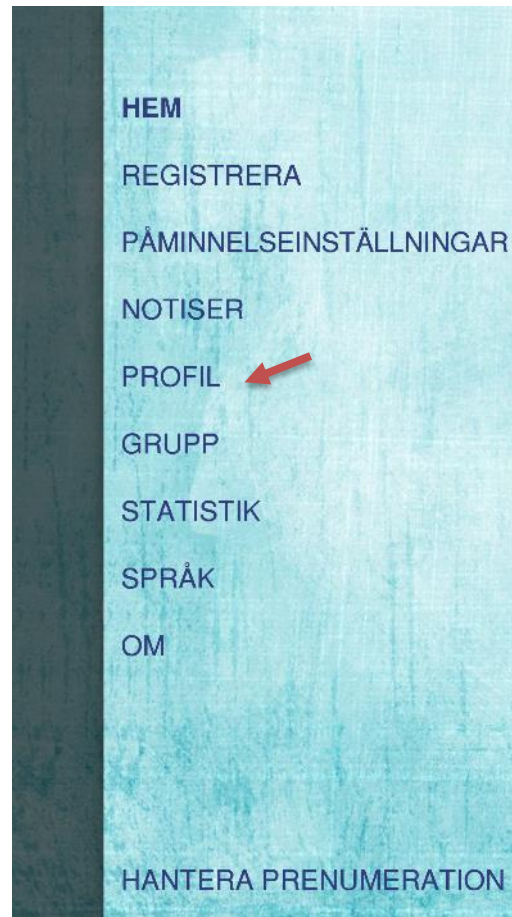 HEM
REGISTRERA
PÅMINNELSEINSTÄLLNINGAR
NOTISER
PROFIL
GRUPP
STATISTIK
SPRÅK
OM
HANTERA PRENUMERATION